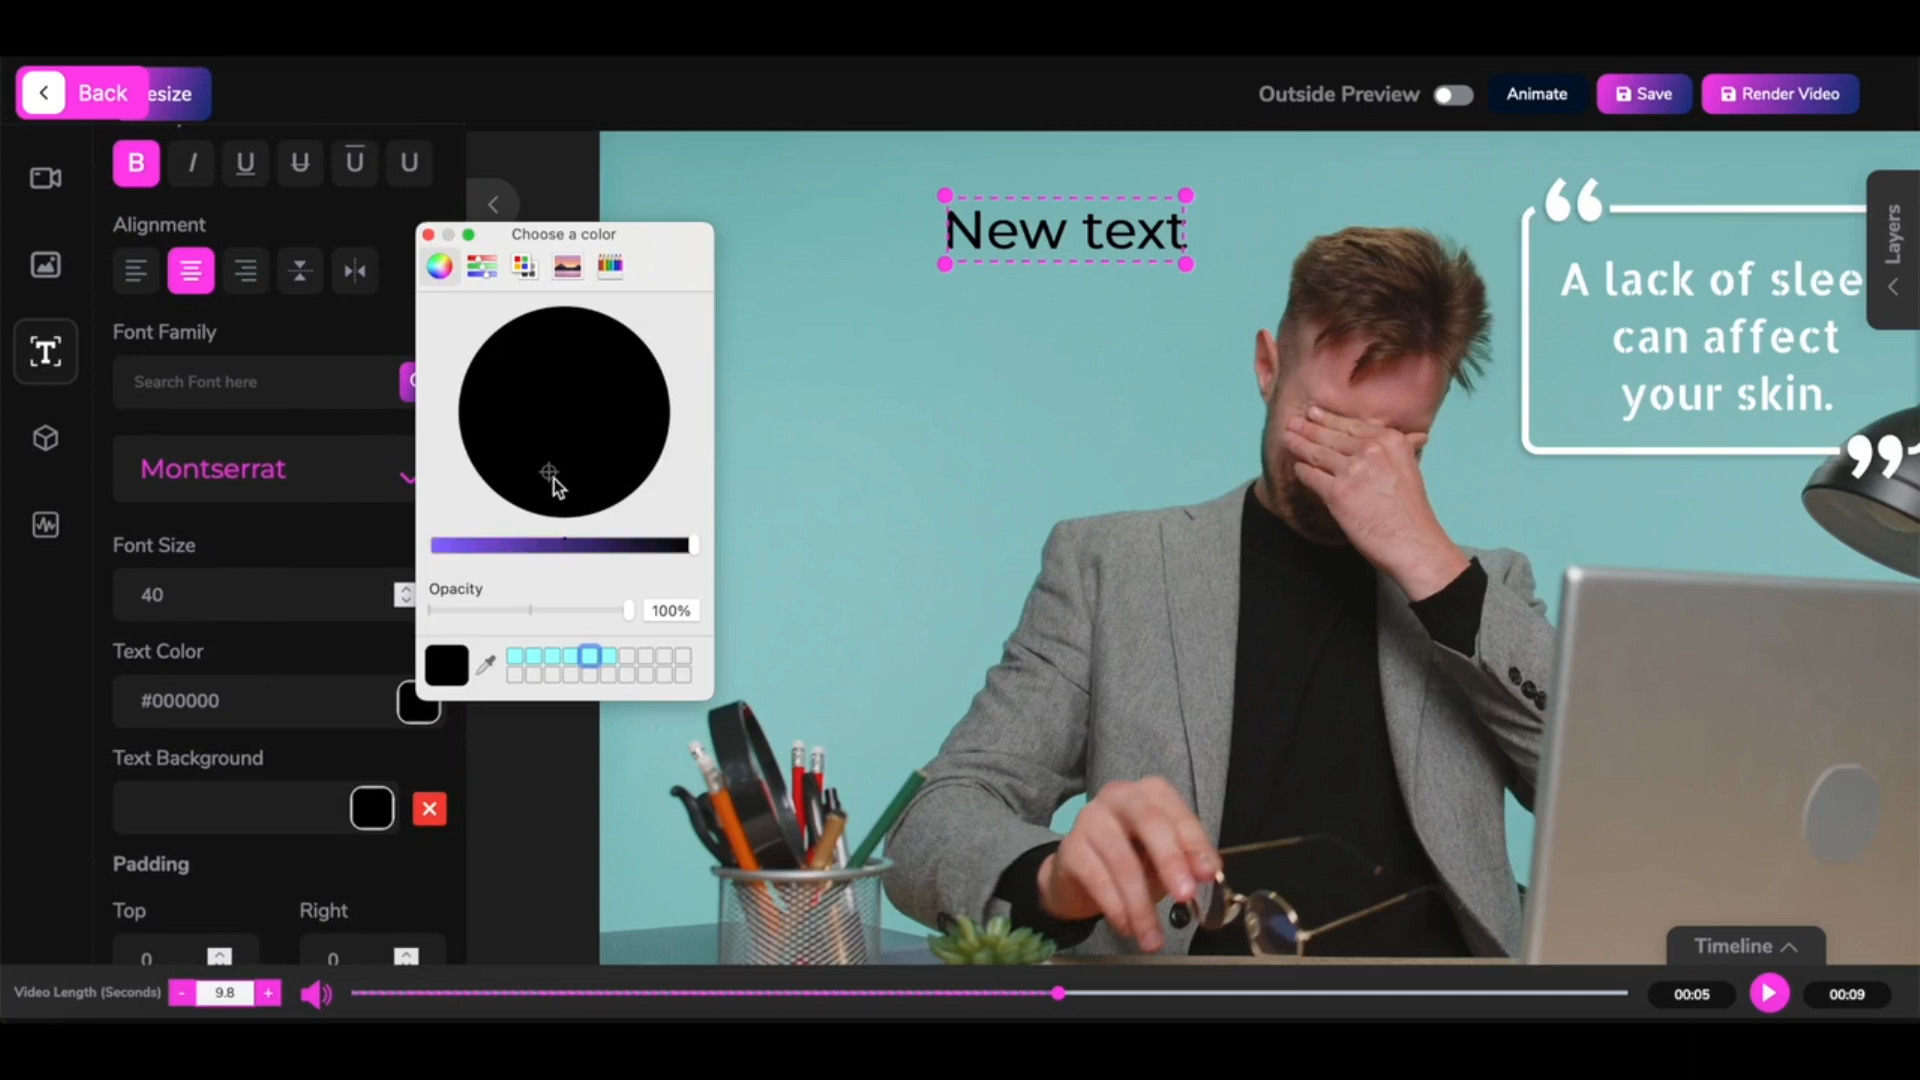 Back
esize
Outside Preview
Animate
Save
Render Video
B I U U U U
Alignment
Font Family
Search Font here
Montserrat
Font Size
40
Text Color
#000000
Text Background
Padding
Top
Right
0
0
Choose a color
Opacity
100%
New text
“
A lack of slee
can affect
your skin.
”
Layers
Timeline
Video Length (Seconds)
-
9.8
+
00:05
00:09